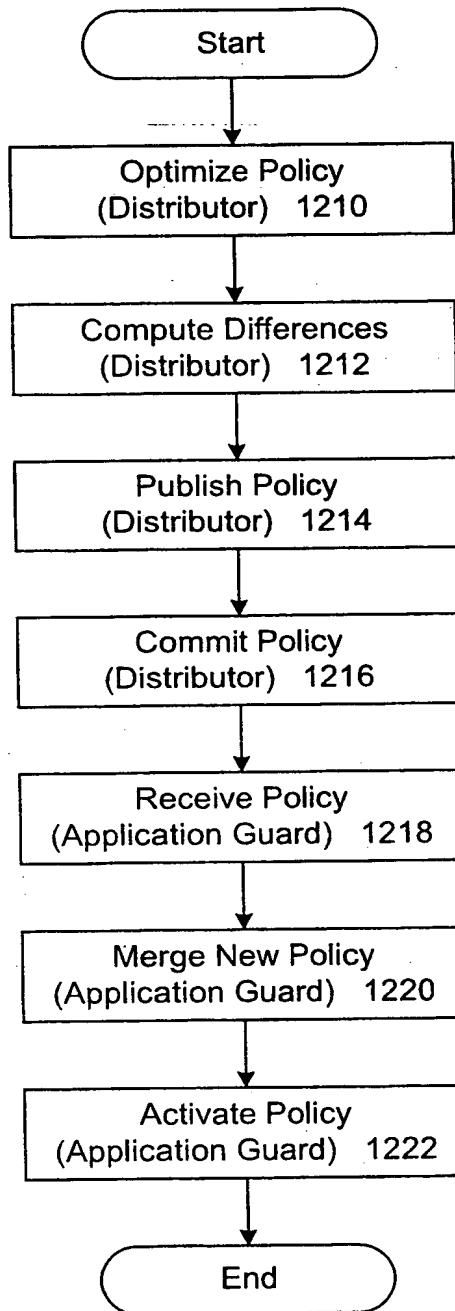 Start
Optimize Policy
(Distributor) 1210
Compute Differences
(Distributor) 1212
Publish Policy
(Distributor) 1214
Commit Policy
(Distributor) 1216
Receive Policy
(Application Guard) 1218
Merge New Policy
(Application Guard) 1220
Activate Policy
(Application Guard) 1222
End